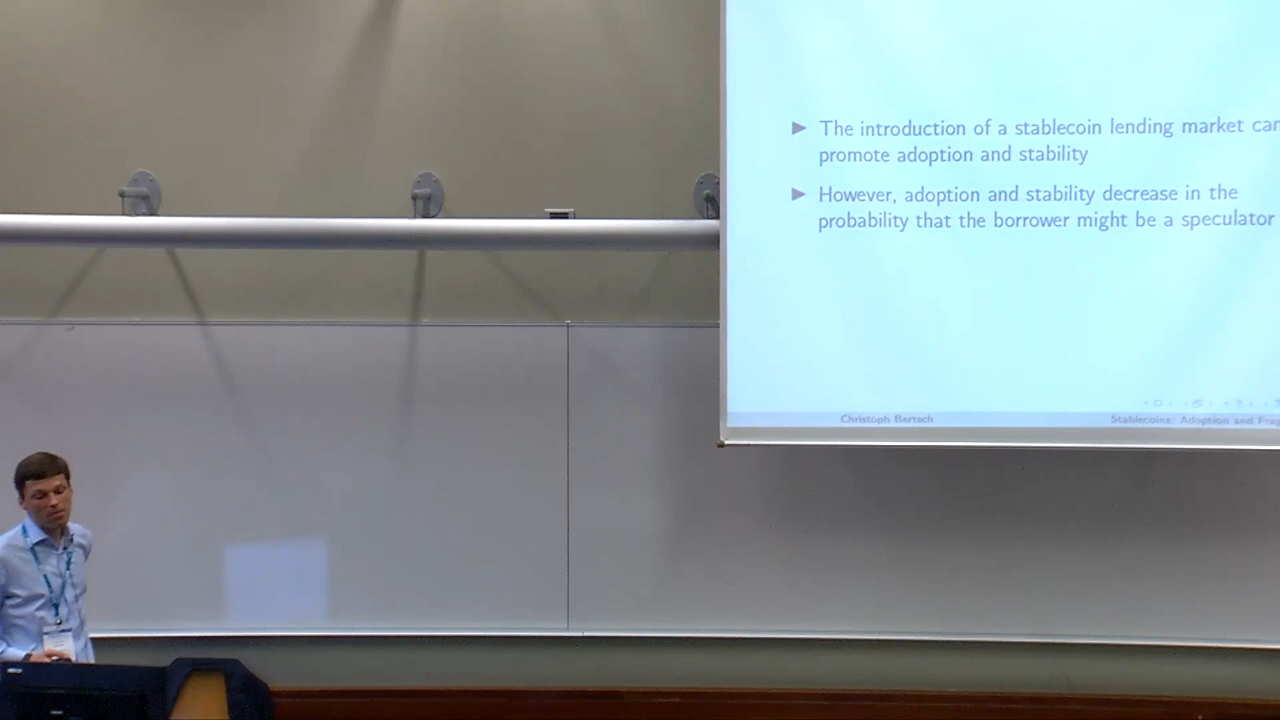 ▶ The introduction of a stablecoin lending market can
promote adoption and stability
▶ However, adoption and stability decrease in the
probability that the borrower might be a speculator
Christoph Bertsch
Stablecoins: Adoption and Frag